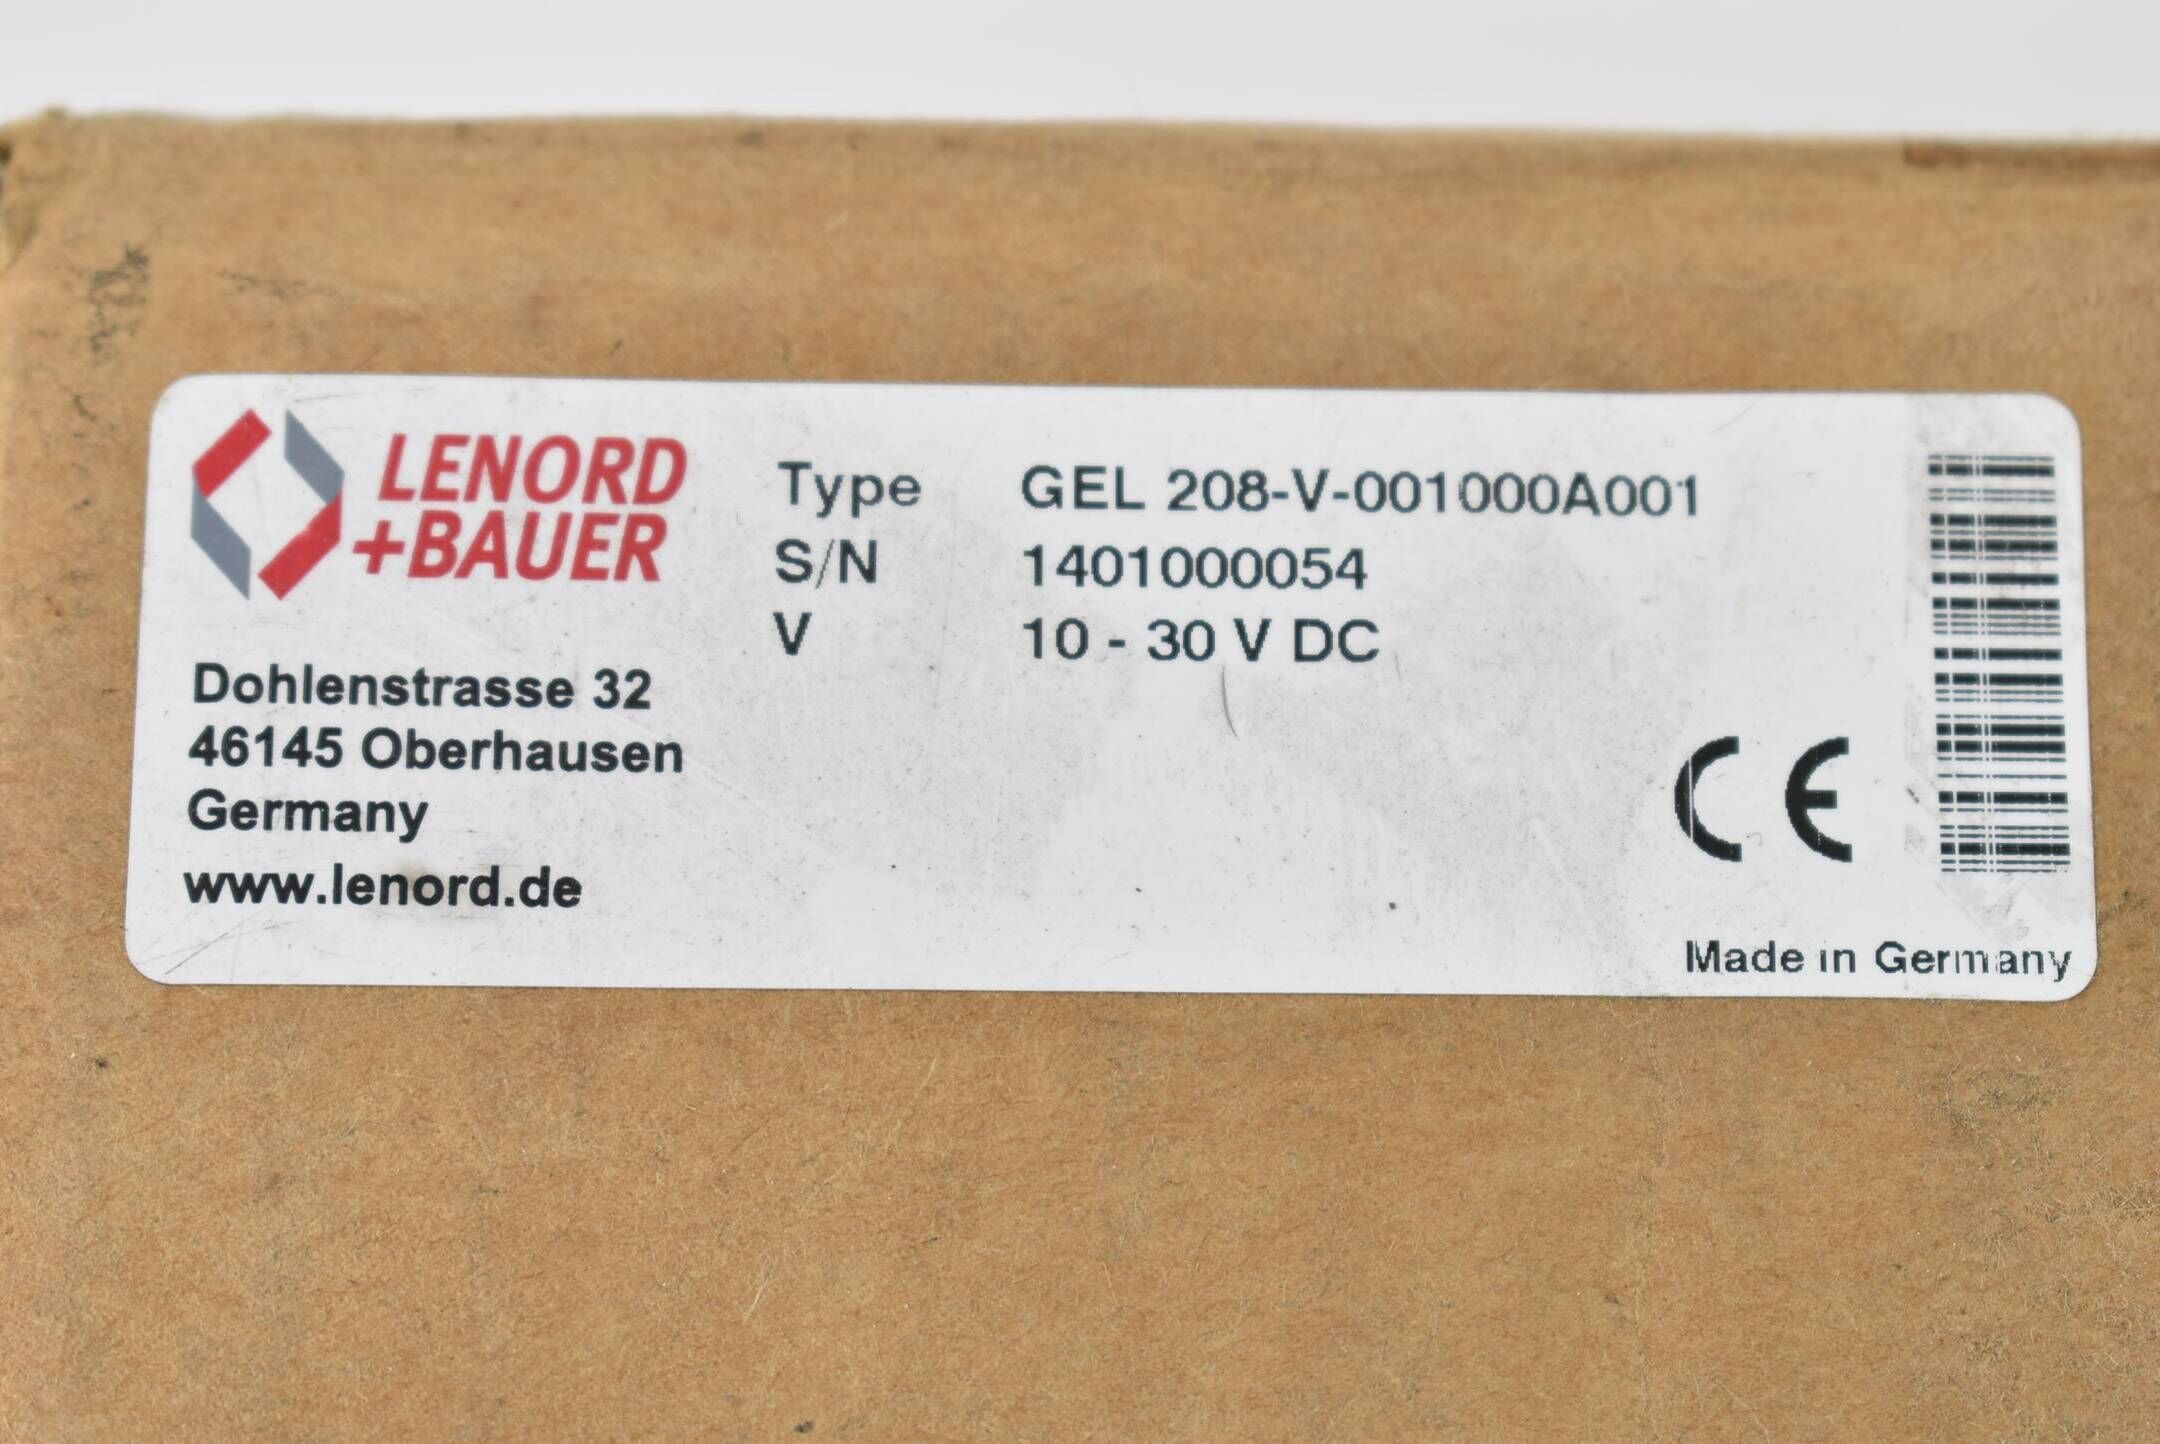 LENORD
+BAUER
Dohlenstrasse 32
46145 Oberhausen
Germany
www.lenord.de
Type GEL 208-V-001000A001
S/N 1401000054
V 10 - 30 V DC
CE
Made in Germany